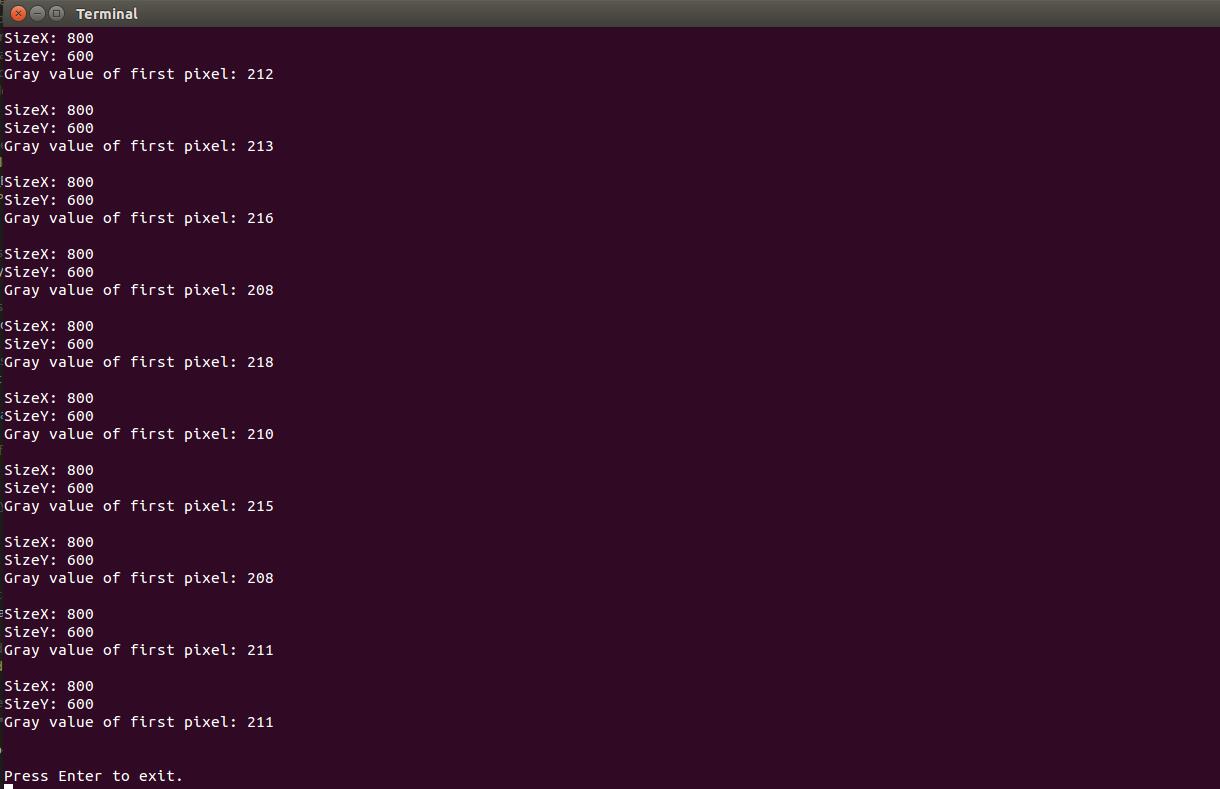 Terminal
SizeX: 800
SizeY: 600
Gray value of first pixel: 212
SizeX: 800
SizeY: 600
Gray value of first pixel: 213
SizeX: 800
SizeY: 600
Gray value of first pixel: 216
SizeX: 800
SizeY: 600
Gray value of first pixel: 208
SizeX: 800
SizeY: 600
Gray value of first pixel: 218
SizeX: 800
SizeY: 600
Gray value of first pixel: 210
SizeX: 800
SizeY: 600
Gray value of first pixel: 215
SizeX: 800
SizeY: 600
Gray value of first pixel: 208
SizeX: 800
SizeY: 600
Gray value of first pixel: 211
SizeX: 800
SizeY: 600
Gray value of first pixel: 211
Press Enter to exit.